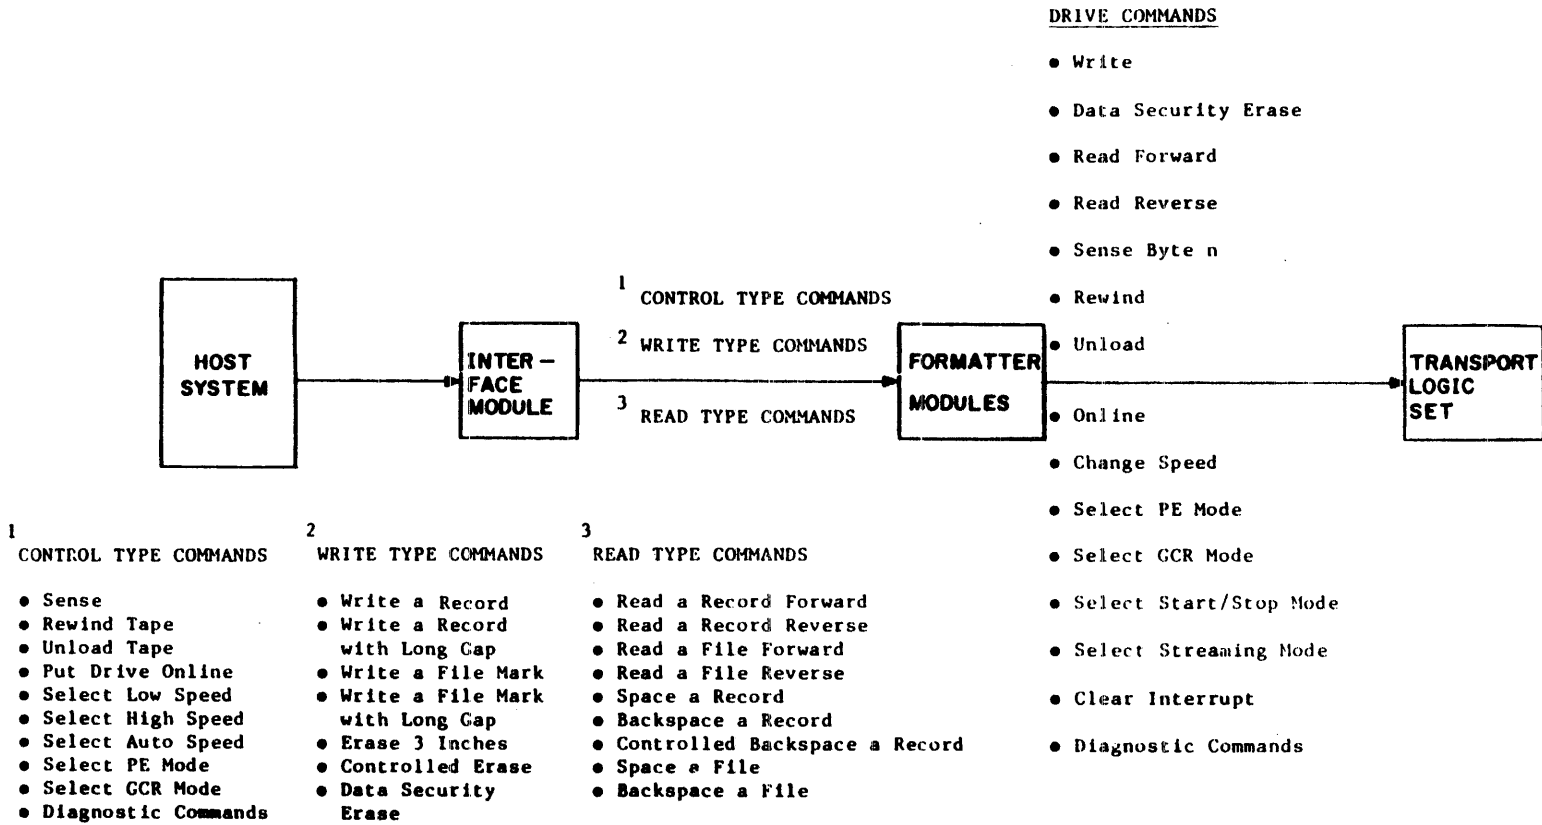 DRIVE COMMANDS
• Write
• Data Security Erase
• Read Forward
• Read Reverse
• Sense Byte n
• Rewind
• Unload
• Online
• Change Speed
• Select PE Mode
• Select GCR Mode
• Select Start/Stop Mode
• Select Streaming Mode
• Clear Interrupt
• Diagnostic Commands
HOST
SYSTEM
INTER-
FACE
MODULE
1
CONTROL TYPE COMMANDS
2 WRITE TYPE COMMANDS
3
READ TYPE COMMANDS
FORMATTER
MODULES
TRANSPORT
LOGIC
SET
1
CONTROL TYPE COMMANDS
• Sense
• Rewind Tape
• Unload Tape
• Put Drive Online
• Select Low Speed
• Select High Speed
• Select Auto Speed
• Select PE Mode
• Select GCR Mode
• Diagnostic Commands
2
WRITE TYPE COMMANDS
• Write a Record
• Write a Record
with Long Gap
• Write a File Mark
• Write a File Mark
with Long Gap
• Erase 3 Inches
• Controlled Erase
• Data Security
Erase
3
READ TYPE COMMANDS
• Read a Record Forward
• Read a Record Reverse
• Read a File Forward
• Read a File Reverse
• Space a Record
• Backspace a Record
• Controlled Backspace a Record
• Space a File
• Backspace a File